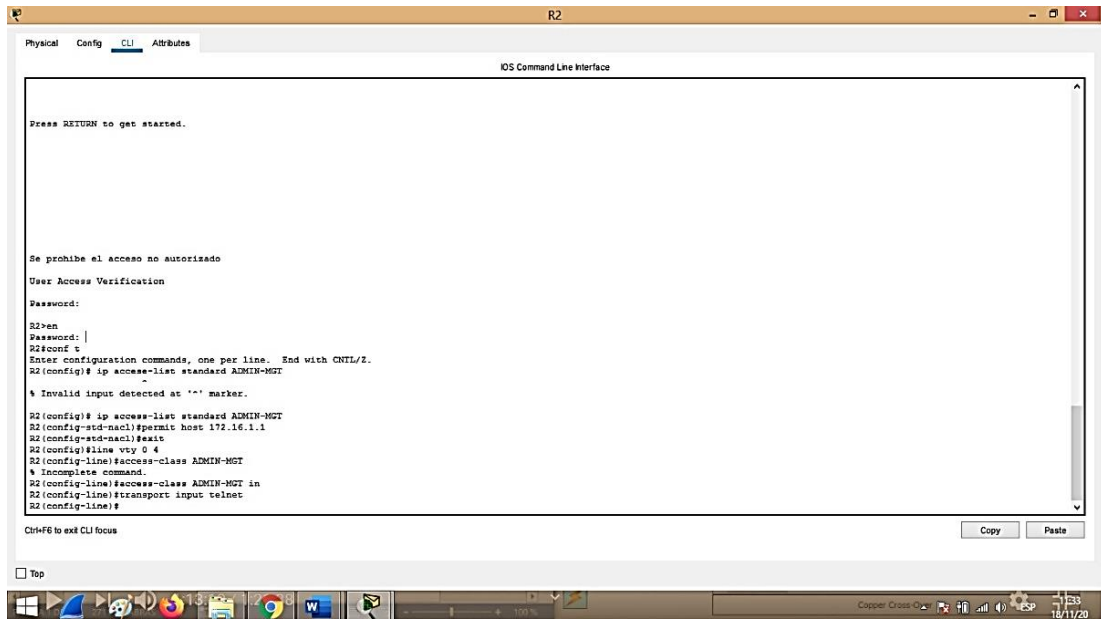 R2
Physical Config CLI Attributes
IOS Command Line Interface
Press RETURN to get started.
Se prohibe el acceso no autorizado
User Access Verification
Password:
R2>en
Password:
R2#conf t
Enter configuration commands, one per line. End with CNTL/Z.
R2(config)# ip accese-list standard ADMIN-MGT
^
% Invalid input detected at '^' marker.
R2(config)# ip access-list standard ADMIN-MGT
R2(config-std-nacl)#permit host 172.16.1.1
R2(config-std-nacl)#exit
R2(config)#line vty 0 4
R2(config-line)#access-class ADMIN-MGT
% Incomplete command.
R2(config-line)#access-class ADMIN-MGT in
R2(config-line)#transport input telnet
R2(config-line)#
Ctrl+F6 to exit CLI focus
Copy Paste
Top
100 %
Copper Cross-Over
ESP
18/11/20